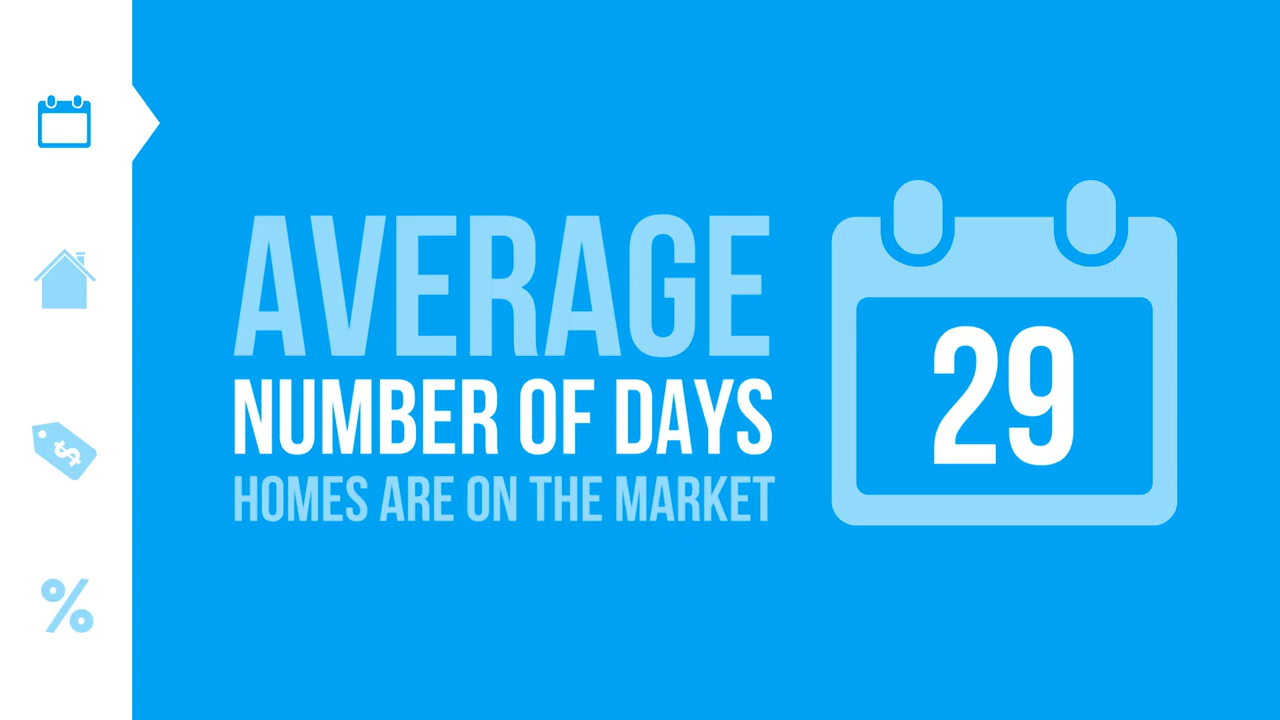 AVERAGE
NUMBER OF DAYS
HOMES ARE ON THE MARKET
29
$
%